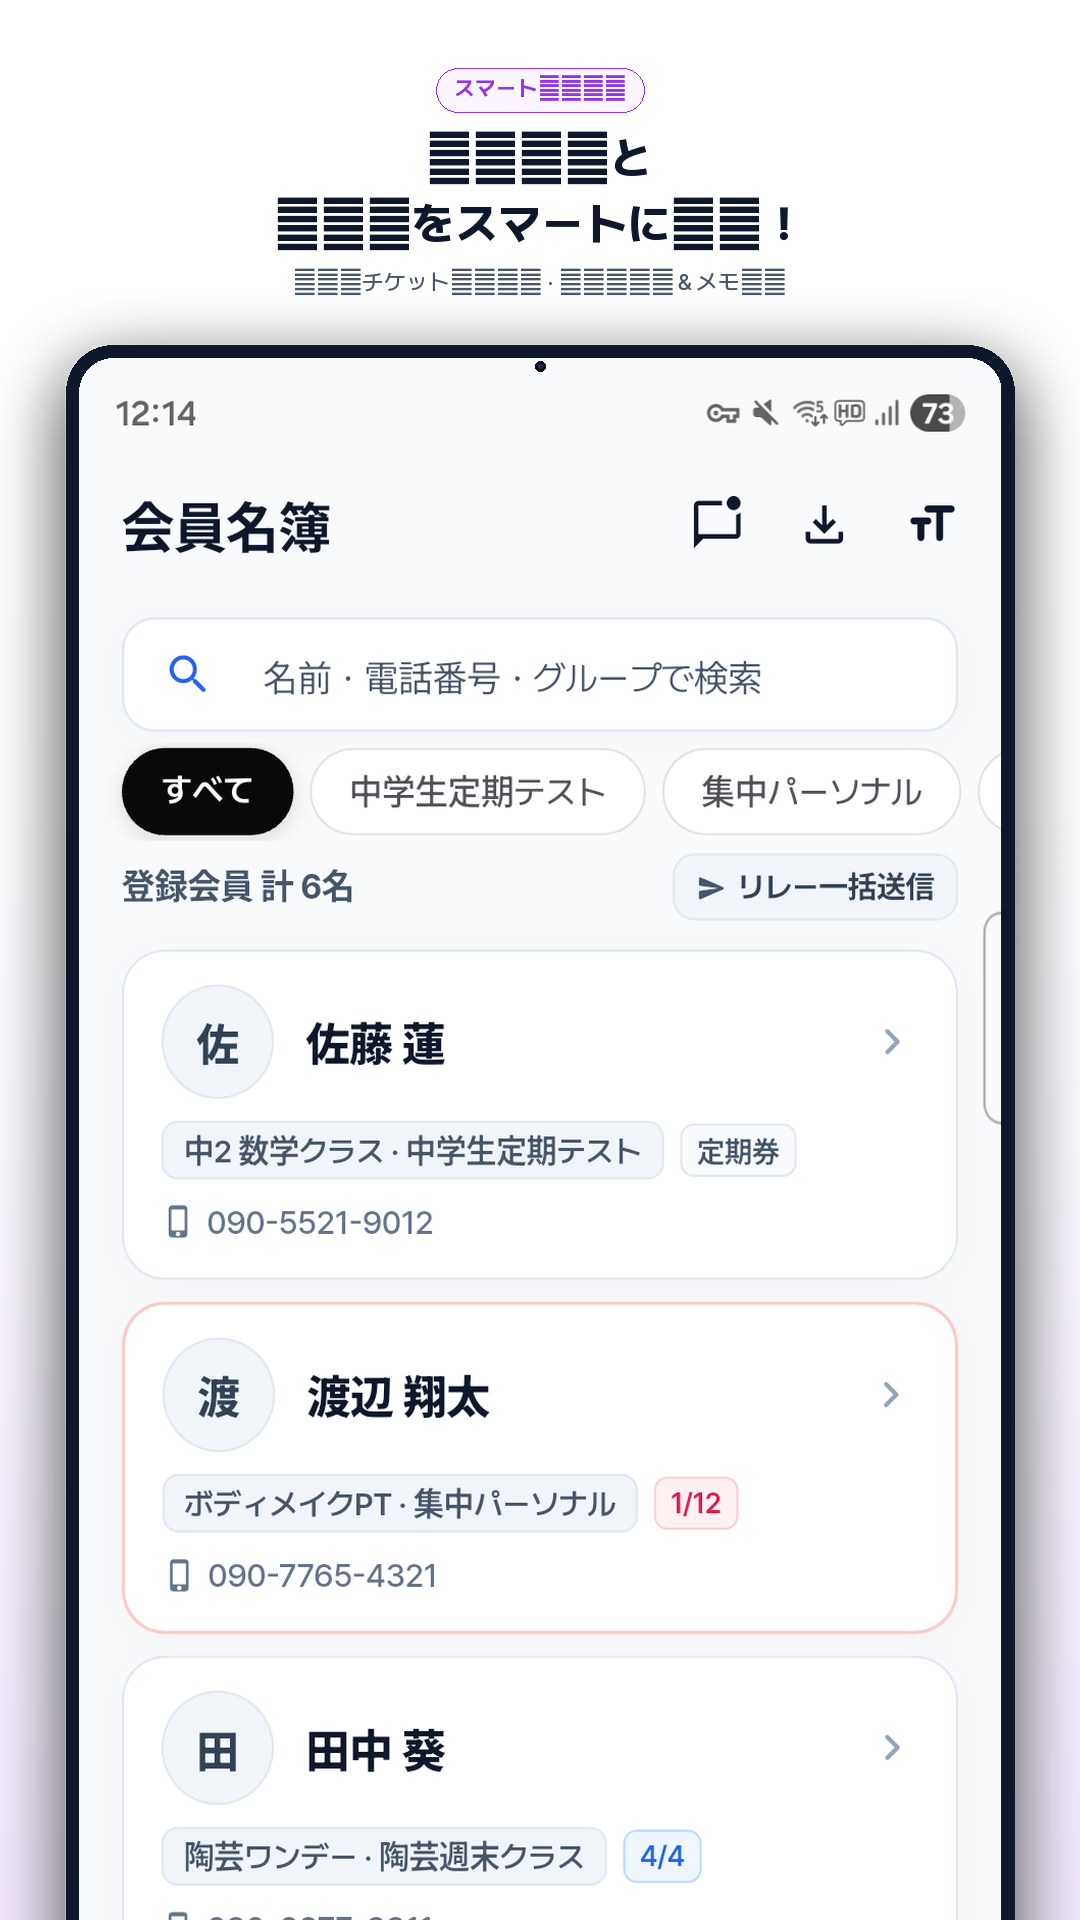 スマート
と
をスマートに！
チケット · &メモ
12:14
5 HD 73
会員名簿
名前・電話番号・グループで検索
すべて 中学生定期テスト 集中パーソナル
登録会員 計 6名 リレー一括送信
佐 佐藤 蓮
中2 数学クラス · 中学生定期テスト 定期券
090-5521-9012
渡 渡辺 翔太
ボディメイクPT · 集中パーソナル 1/12
090-7765-4321
田 田中 葵
陶芸ワンデー · 陶芸週末クラス 4/4